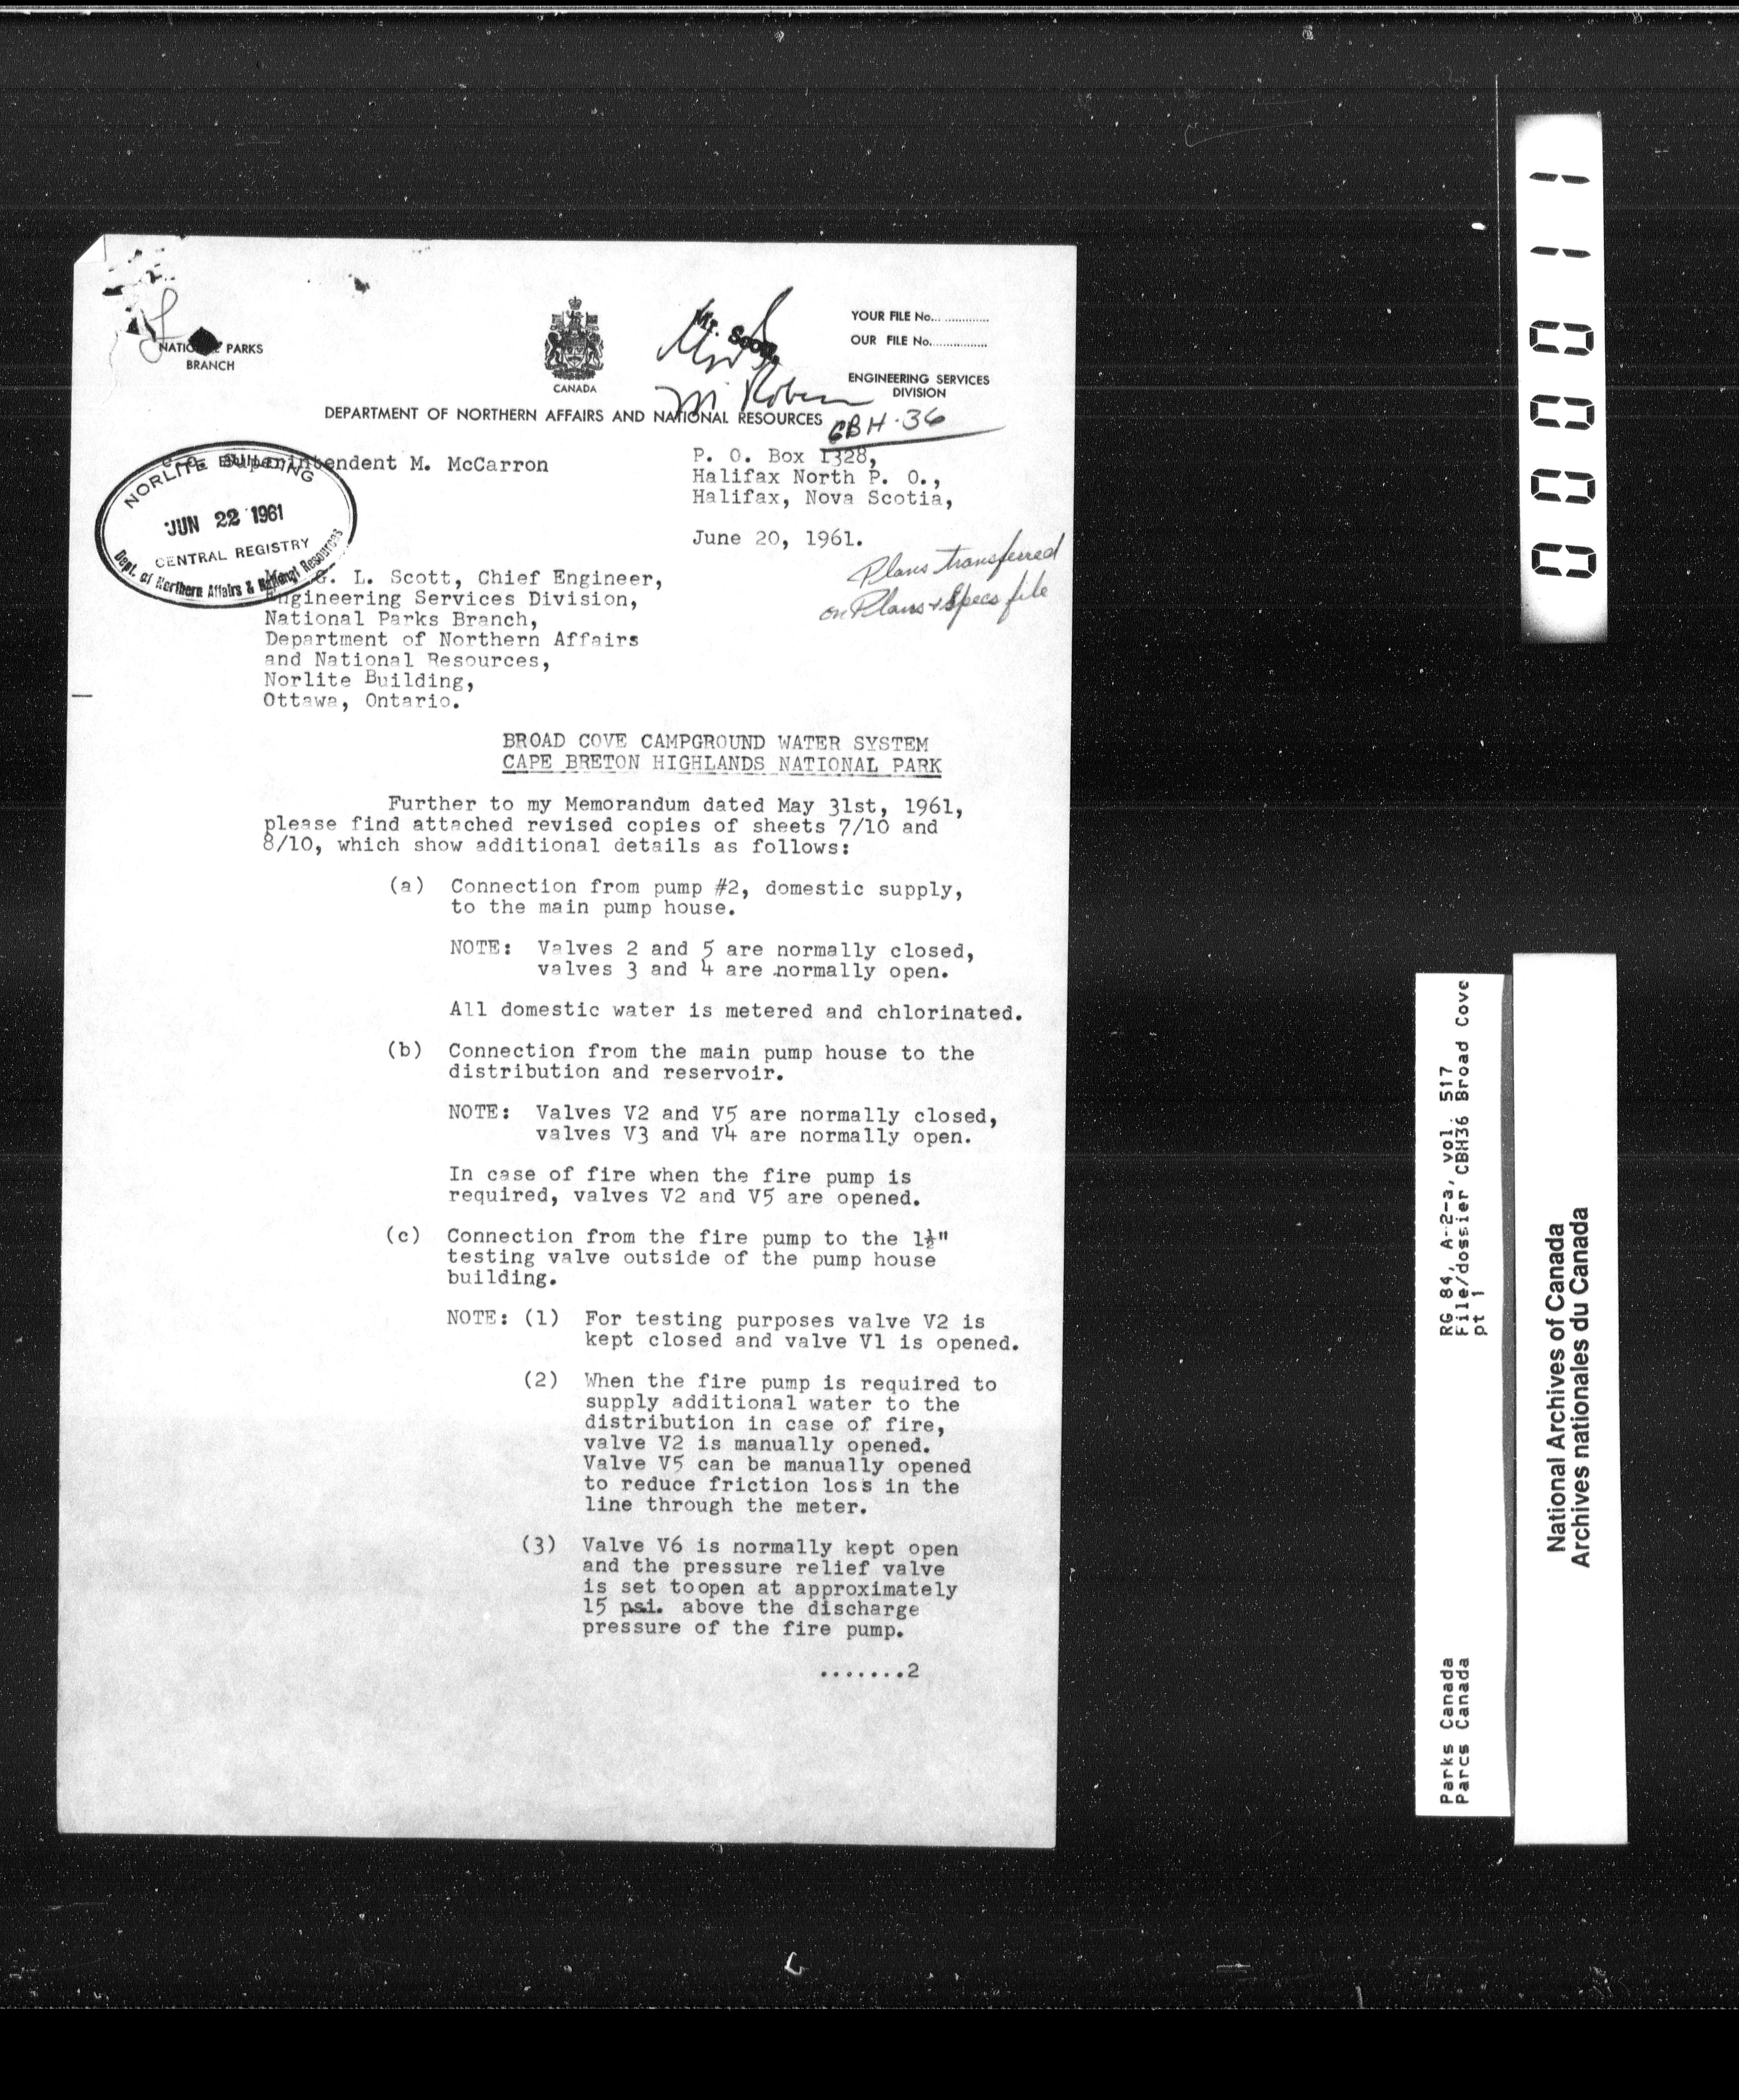 NATIONAL PARKS
BRANCH
CANADA
Mr. Scott,
YOUR FILE No..................
OUR FILE No.................
ENGINEERING SERVICES
DIVISION
DEPARTMENT OF NORTHERN AFFAIRS AND NATIONAL RESOURCES
CBH·36
c.c. Superintendent M. McCarron
NORLITE BUILDING
JUN 22 1961
CENTRAL REGISTRY
Dept. of Northern Affairs & National Resources
P. O. Box 1328,
Halifax North P. O.,
Halifax, Nova Scotia,
June 20, 1961.
Plans transferred
on Plans & Specs file
G. L. Scott, Chief Engineer,
Engineering Services Division,
National Parks Branch,
Department of Northern Affairs
and National Resources,
Norlite Building,
Ottawa, Ontario.
BROAD COVE CAMPGROUND WATER SYSTEM
CAPE BRETON HIGHLANDS NATIONAL PARK
Further to my Memorandum dated May 31st, 1961,
please find attached revised copies of sheets 7/10 and
8/10, which show additional details as follows:
(a) Connection from pump #2, domestic supply,
to the main pump house.
NOTE: Valves 2 and 5 are normally closed,
valves 3 and 4 are normally open.
All domestic water is metered and chlorinated.
(b) Connection from the main pump house to the
distribution and reservoir.
NOTE: Valves V2 and V5 are normally closed,
valves V3 and V4 are normally open.
In case of fire when the fire pump is
required, valves V2 and V5 are opened.
(c) Connection from the fire pump to the 1½"
testing valve outside of the pump house
building.
NOTE: (1) For testing purposes valve V2 is
kept closed and valve V1 is opened.
(2) When the fire pump is required to
supply additional water to the
distribution in case of fire,
valve V2 is manually opened.
Valve V5 can be manually opened
to reduce friction loss in the
line through the meter.
(3) Valve V6 is normally kept open
and the pressure relief valve
is set toopen at approximately
15 psi. above the discharge
pressure of the fire pump.
.......2
000011
RG 84, A-2-a, vol. 517
File/dossier CBH36 Broad Cove
pt 1
Parks Canada
Parcs Canada
National Archives of Canada
Archives nationales du Canada